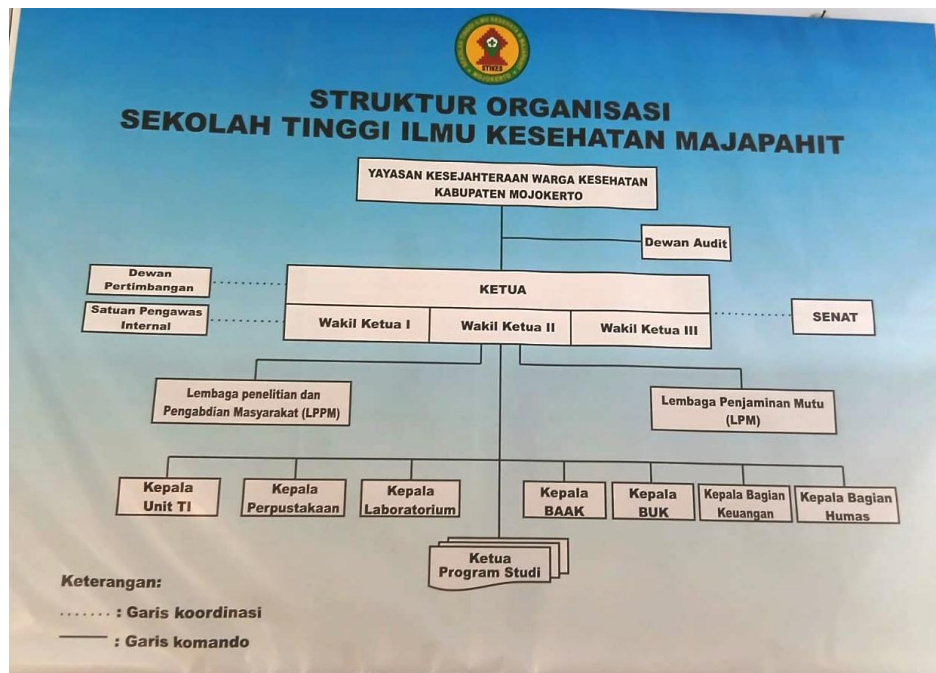 STIKES
STRUKTUR ORGANISASI
SEKOLAH TINGGI ILMU KESEHATAN MAJAPAHIT
YAYASAN KESEJAHTERAAN WARGA KESEHATAN
KABUPATEN MOJOKERTO
Dewan Audit
Dewan
Pertimbangan
KETUA
Satuan Pengawas
Internal
Wakil Ketua I
Wakil Ketua II
Wakil Ketua III
SENAT
Lembaga penelitian dan
Pengabdian Masyarakat (LPPM)
Lembaga Penjaminan Mutu
(LPM)
Kepala
Unit TI
Kepala
Perpustakaan
Kepala
Laboratorium
Kepala
BAAK
Kepala
BUK
Kepala Bagian
Keuangan
Kepala Bagian
Humas
Ketua
Program Studi
Keterangan:
....... : Garis koordinasi
: Garis komando